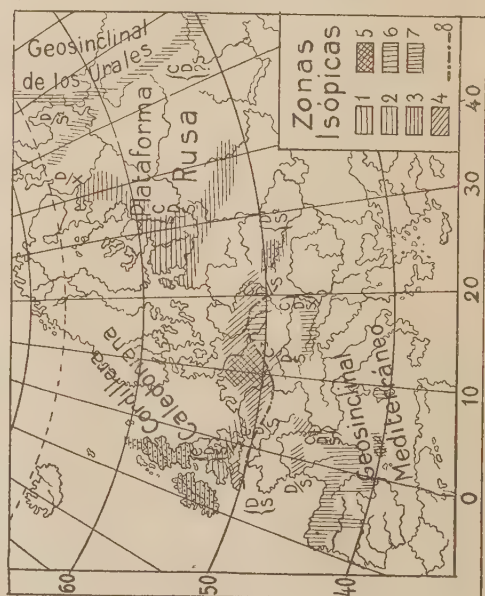 Geosinclinal
de los Urales
D
S
D
C
D
S
Plataforma
Rusa
C
D
S
D
S
Cordillera
Caledoniana
C
D
S
D
S
C
D
S
D
S
C
D
S
D
S
Geosinclinal
Mediterráneo
Zonas
Isópicas
1 5
2 6
3 7
4 8
60
50
40
0 10 20 30 40